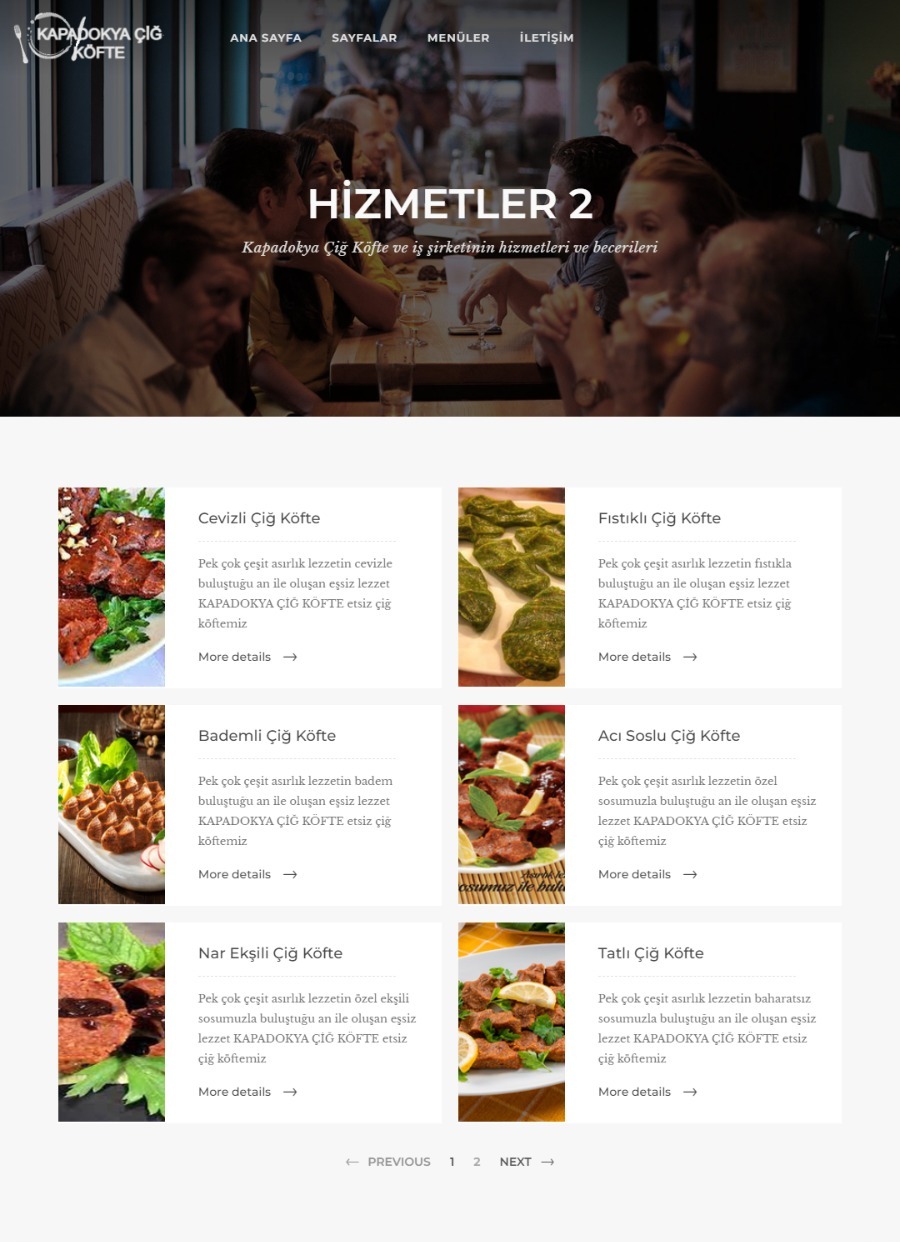 KAPADOKYA ÇİĞ
KÖFTE
ANA SAYFA
SAYFALAR
MENÜLER
İLETİŞİM
HİZMETLER 2
Kapadokya Çiğ Köfte ve iş şirketinin hizmetleri ve becerileri
Cevizli Çiğ Köfte
Pek çok çeşit asırlık lezzetin cevizle
buluştuğu an ile oluşan eşsiz lezzet
KAPADOKYA ÇİĞ KÖFTE etsiz çiğ
köftemiz
More details
Fıstıklı Çiğ Köfte
Pek çok çeşit asırlık lezzetin fıstıkla
buluştuğu an ile oluşan eşsiz lezzet
KAPADOKYA ÇİĞ KÖFTE etsiz çiğ
köftemiz
More details
Bademli Çiğ Köfte
Pek çok çeşit asırlık lezzetin badem
buluştuğu an ile oluşan eşsiz lezzet
KAPADOKYA ÇİĞ KÖFTE etsiz çiğ
köftemiz
More details
Acı Soslu Çiğ Köfte
Pek çok çeşit asırlık lezzetin özel
sosumuzla buluştuğu an ile oluşan eşsiz
lezzet KAPADOKYA ÇİĞ KÖFTE etsiz
çiğ köftemiz
More details
Nar Ekşili Çiğ Köfte
Pek çok çeşit asırlık lezzetin özel ekşili
sosumuzla buluştuğu an ile oluşan eşsiz
lezzet KAPADOKYA ÇİĞ KÖFTE etsiz
çiğ köftemiz
More details
Tatlı Çiğ Köfte
Pek çok çeşit asırlık lezzetin baharatsız
sosumuzla buluştuğu an ile oluşan eşsiz
lezzet KAPADOKYA ÇİĞ KÖFTE etsiz
çiğ köftemiz
More details
PREVIOUS 1 2 NEXT